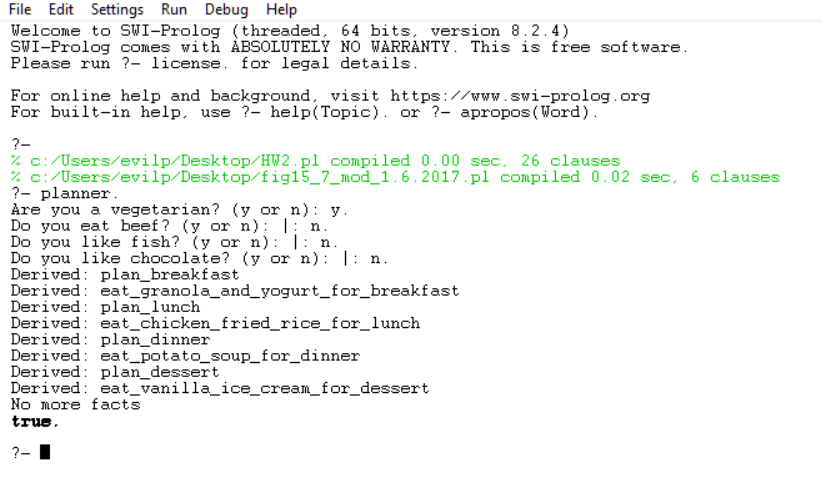 File Edit Settings Run Debug Help
Welcome to SWI-Prolog (threaded, 64 bits, version 8.2.4)
SWI-Prolog comes with ABSOLUTELY NO WARRANTY. This is free software.
Please run ?- license. for legal details.
For online help and background, visit https://www.swi-prolog.org
For built-in help, use ?- help(Topic). or ?- apropos(Word).
?-
% c:/Users/evilp/Desktop/HW2.pl compiled 0.00 sec, 26 clauses
% c:/Users/evilp/Desktop/fig15_7_mod_1.6.2017.pl compiled 0.02 sec, 6 clauses
?- planner.
Are you a vegetarian? (y or n): y.
Do you eat beef? (y or n): |: n.
Do you like fish? (y or n): |: n.
Do you like chocolate? (y or n): |: n.
Derived: plan_breakfast
Derived: eat_granola_and_yogurt_for_breakfast
Derived: plan_lunch
Derived: eat_chicken_fried_rice_for_lunch
Derived: plan_dinner
Derived: eat_potato_soup_for_dinner
Derived: plan_dessert
Derived: eat_vanilla_ice_cream_for_dessert
No more facts
true.
?-